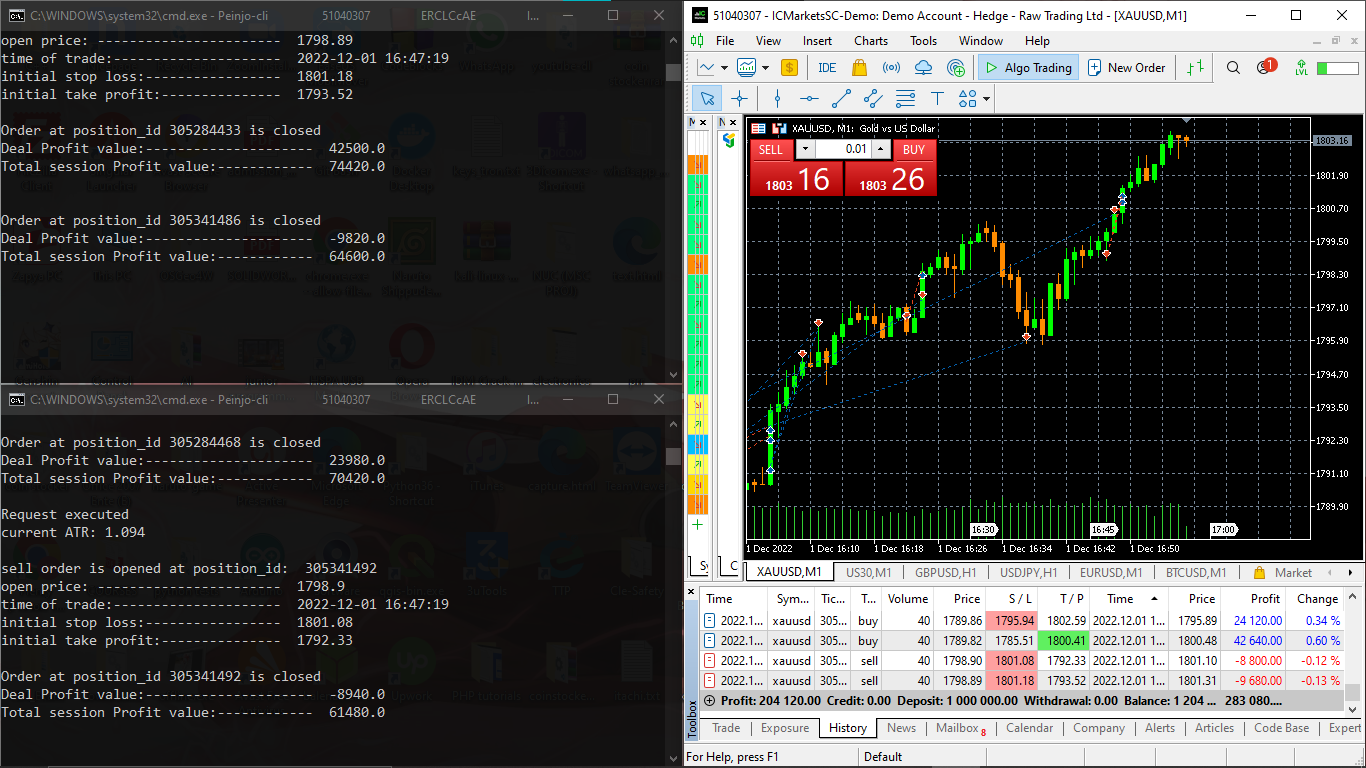 C:\WINDOWS\system32\cmd.exe - Peinjo-cli 51040307 ERCLCcAE I...
open price: ----------------------- 1798.89
time of trade:-------------------- 2022-12-01 16:47:19
initial stop loss:---------------- 1801.18
initial take profit:--------------- 1793.52
Order at position_id 305284433 is closed
Deal Profit value:--------------------- 42500.0
Total session Profit value:------------ 74420.0
Order at position_id 305341486 is closed
Deal Profit value:--------------------- -9820.0
Total session Profit value:------------ 64600.0
C:\WINDOWS\system32\cmd.exe - Peinjo-cli 51040307 ERCLCcAE I...
Order at position_id 305284468 is closed
Deal Profit value:--------------------- 23980.0
Total session Profit value:------------ 70420.0
Request executed
current ATR: 1.094
sell order is opened at position_id: 305341492
open price: ----------------------- 1798.9
time of trade:-------------------- 2022-12-01 16:47:19
initial stop loss:---------------- 1801.08
initial take profit:--------------- 1792.33
Order at position_id 305341492 is closed
Deal Profit value:--------------------- -8940.0
Total session Profit value:------------ 61480.0
51040307 - ICMarketsSC-Demo: Demo Account - Hedge - Raw Trading Ltd - [XAUUSD,M1]
File View Insert Charts Tools Window Help
IDE Algo Trading New Order 1 LVL
XAUUSD, M1: Gold vs US Dollar
SELL 0.01 BUY
1803 16 1803 26
1803.16
1801.90
1800.70
1799.50
1798.30
1797.10
1795.90
1794.70
1793.50
1792.30
1791.10
1789.90
16:30 16:45 17:00
1 Dec 2022 1 Dec 16:10 1 Dec 16:18 1 Dec 16:26 1 Dec 16:34 1 Dec 16:42 1 Dec 16:50
XAUUSD,M1 US30,M1 GBPUSD,H1 USDJPY,H1 EURUSD,M1 BTCUSD,M1 Market
Time Sym... Tic... T... Volume Price S / L T / P Time Price Profit Change
2022.1... xauusd 305... buy 40 1789.86 1795.94 1802.59 2022.12.01 1... 1795.89 24 120.00 0.34 %
2022.1... xauusd 305... buy 40 1789.82 1785.51 1800.41 2022.12.01 1... 1800.48 42 640.00 0.60 %
2022.1... xauusd 305... sell 40 1798.90 1801.08 1792.33 2022.12.01 1... 1801.10 -8 800.00 -0.12 %
2022.1... xauusd 305... sell 40 1798.89 1801.18 1793.52 2022.12.01 1... 1801.31 -9 680.00 -0.13 %
Profit: 204 120.00 Credit: 0.00 Deposit: 1 000 000.00 Withdrawal: 0.00 Balance: 1 204 ... 283 080....
Toolbox
Trade Exposure History News Mailbox 8 Calendar Company Alerts Articles Code Base Expert
For Help, press F1 Default